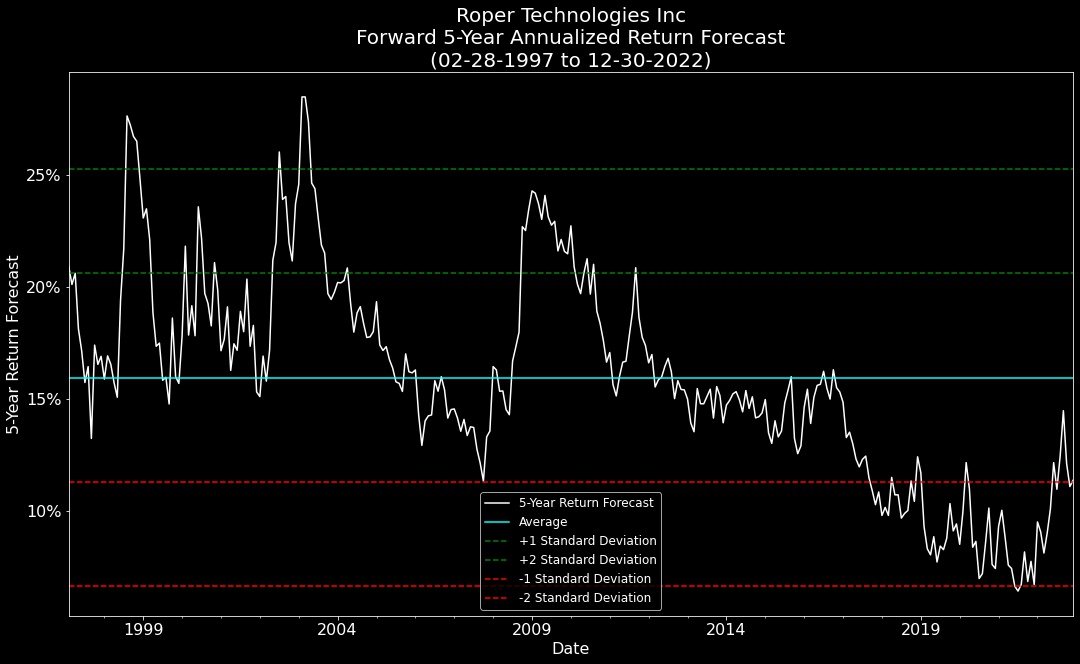 Roper Technologies Inc
Forward 5-Year Annualized Return Forecast
(02-28-1997 to 12-30-2022)
5-Year Return Forecast
25%
20%
15%
10%
5-Year Return Forecast
Average
+1 Standard Deviation
+2 Standard Deviation
-1 Standard Deviation
-2 Standard Deviation
1999
2004
2009
2014
2019
Date